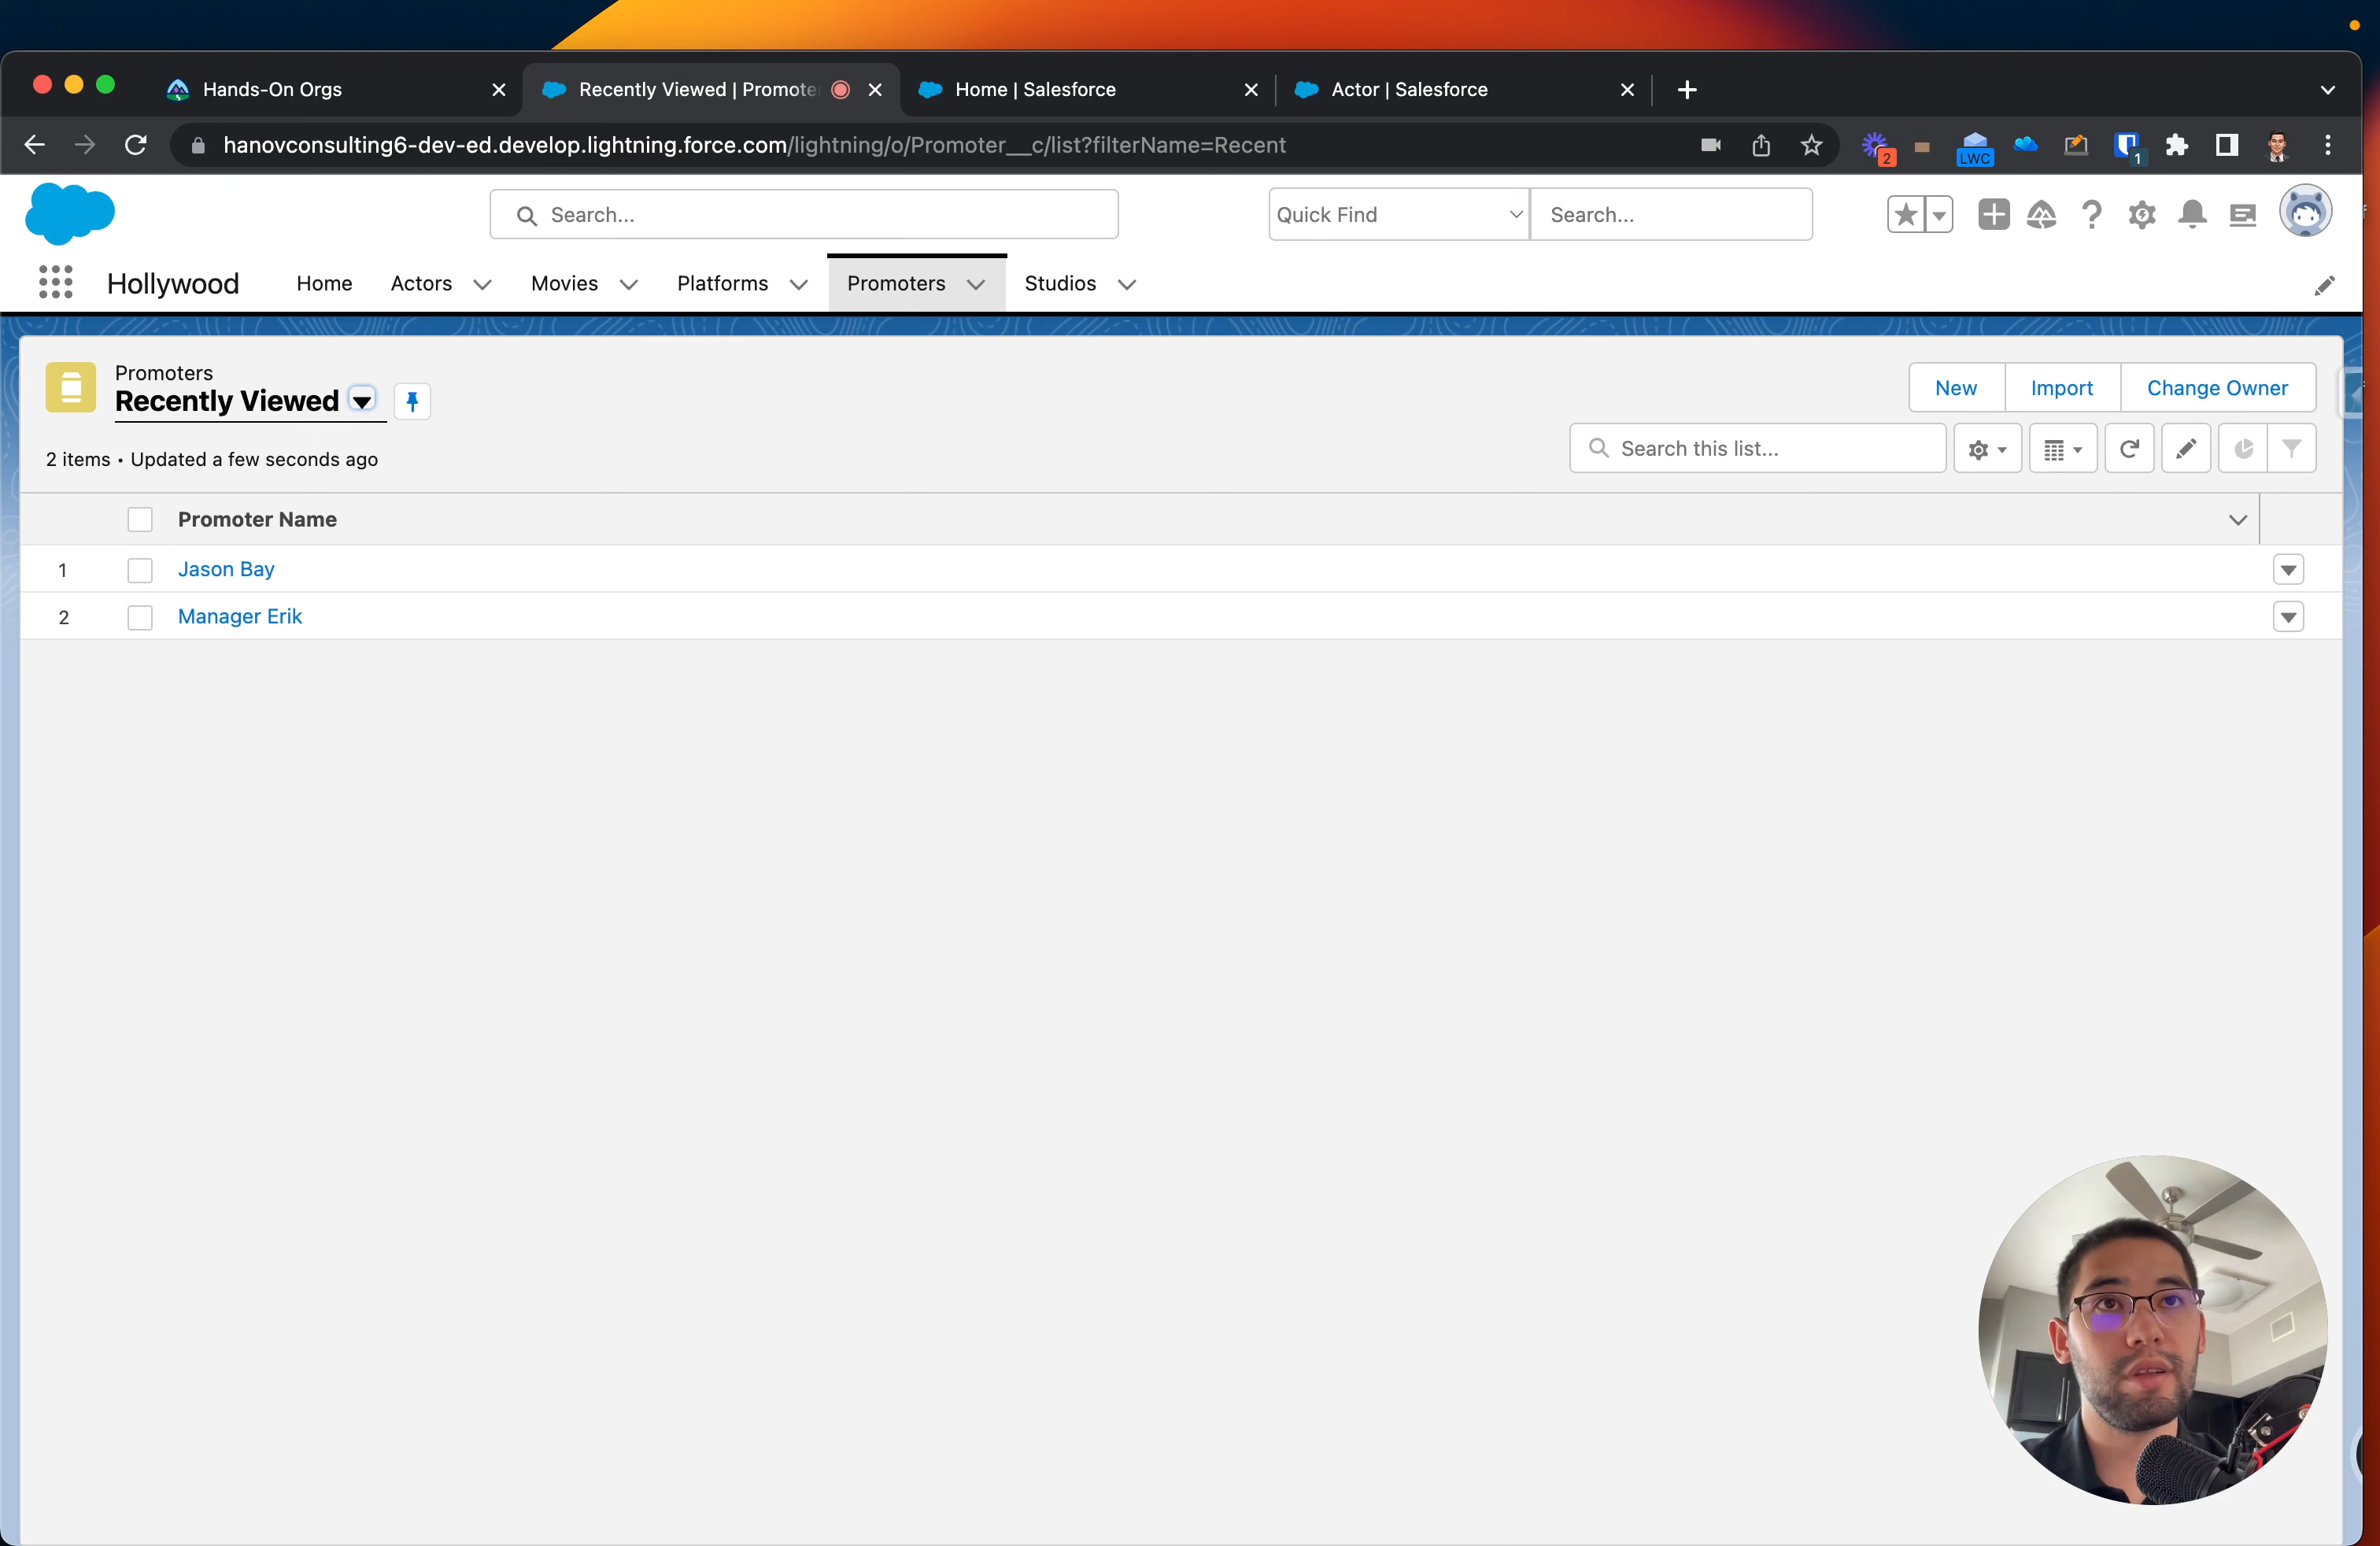 Hands-On Orgs
Recently Viewed | Promote
Home | Salesforce
Actor | Salesforce
hanovconsulting6-dev-ed.develop.lightning.force.com/lightning/o/Promoter__c/list?filterName=Recent
2
LWC
1
Search...
Quick Find
Search...
Hollywood
Home
Actors
Movies
Platforms
Promoters
Studios
Promoters
Recently Viewed
New
Import
Change Owner
2 items • Updated a few seconds ago
Search this list...
Promoter Name
1 Jason Bay
2 Manager Erik